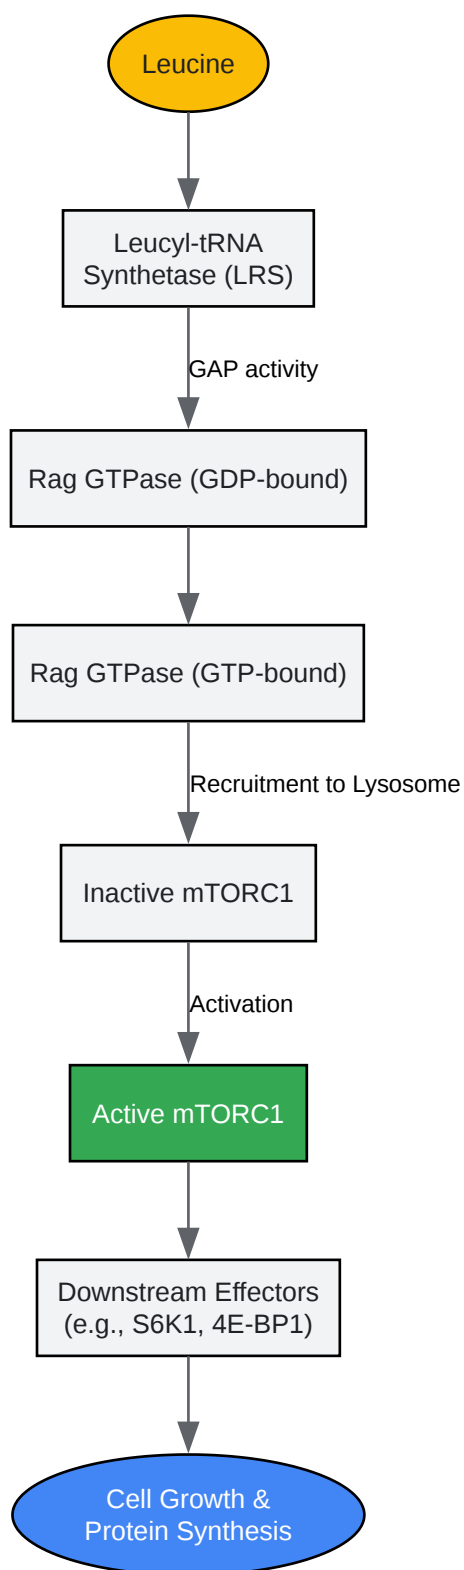 Leucine
Leucyl-tRNA
Synthetase (LRS)
GAP activity
Rag GTPase (GDP-bound)
Rag GTPase (GTP-bound)
Recruitment to Lysosome
Inactive mTORC1
Activation
Active mTORC1
Downstream Effectors
(e.g., S6K1, 4E-BP1)
Cell Growth &
Protein Synthesis